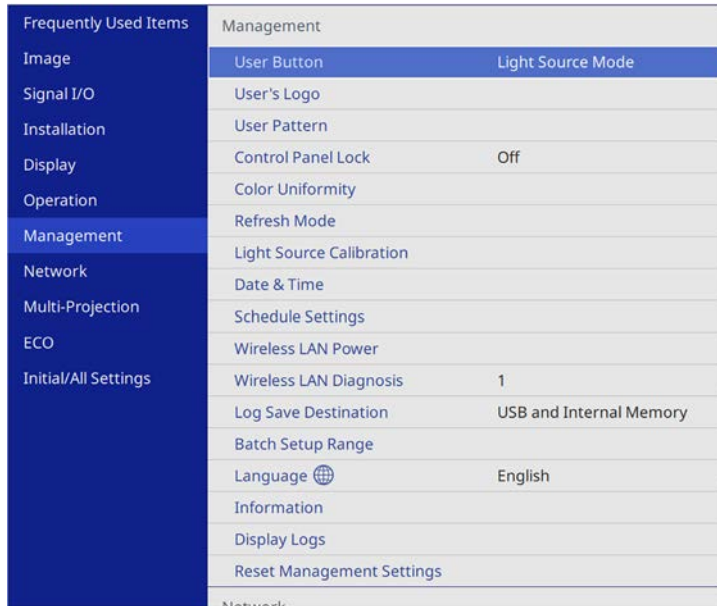 Frequently Used Items
Image
Signal I/O
Installation
Display
Operation
Management
Network
Multi-Projection
ECO
Initial/All Settings
Management
User Button Light Source Mode
User's Logo
User Pattern
Control Panel Lock Off
Color Uniformity
Refresh Mode
Light Source Calibration
Date & Time
Schedule Settings
Wireless LAN Power
Wireless LAN Diagnosis 1
Log Save Destination USB and Internal Memory
Batch Setup Range
Language English
Information
Display Logs
Reset Management Settings
Network